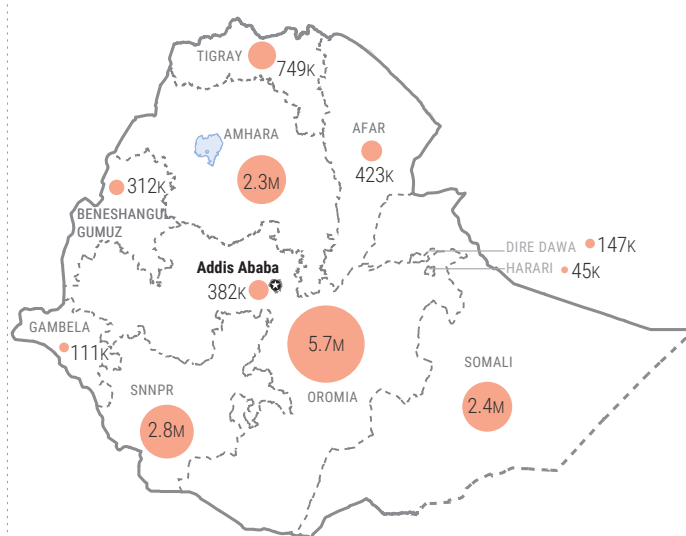 TIGRAY
749K
AMHARA
AFAR
2.3M
423K
312K
BENESHANGUL
GUMUZ
DIRE DAWA
147K
HARARI
45K
Addis Ababa
382K
GAMBELA
111K
5.7M
OROMIA
SOMALI
2.4M
SNNPR
2.8M